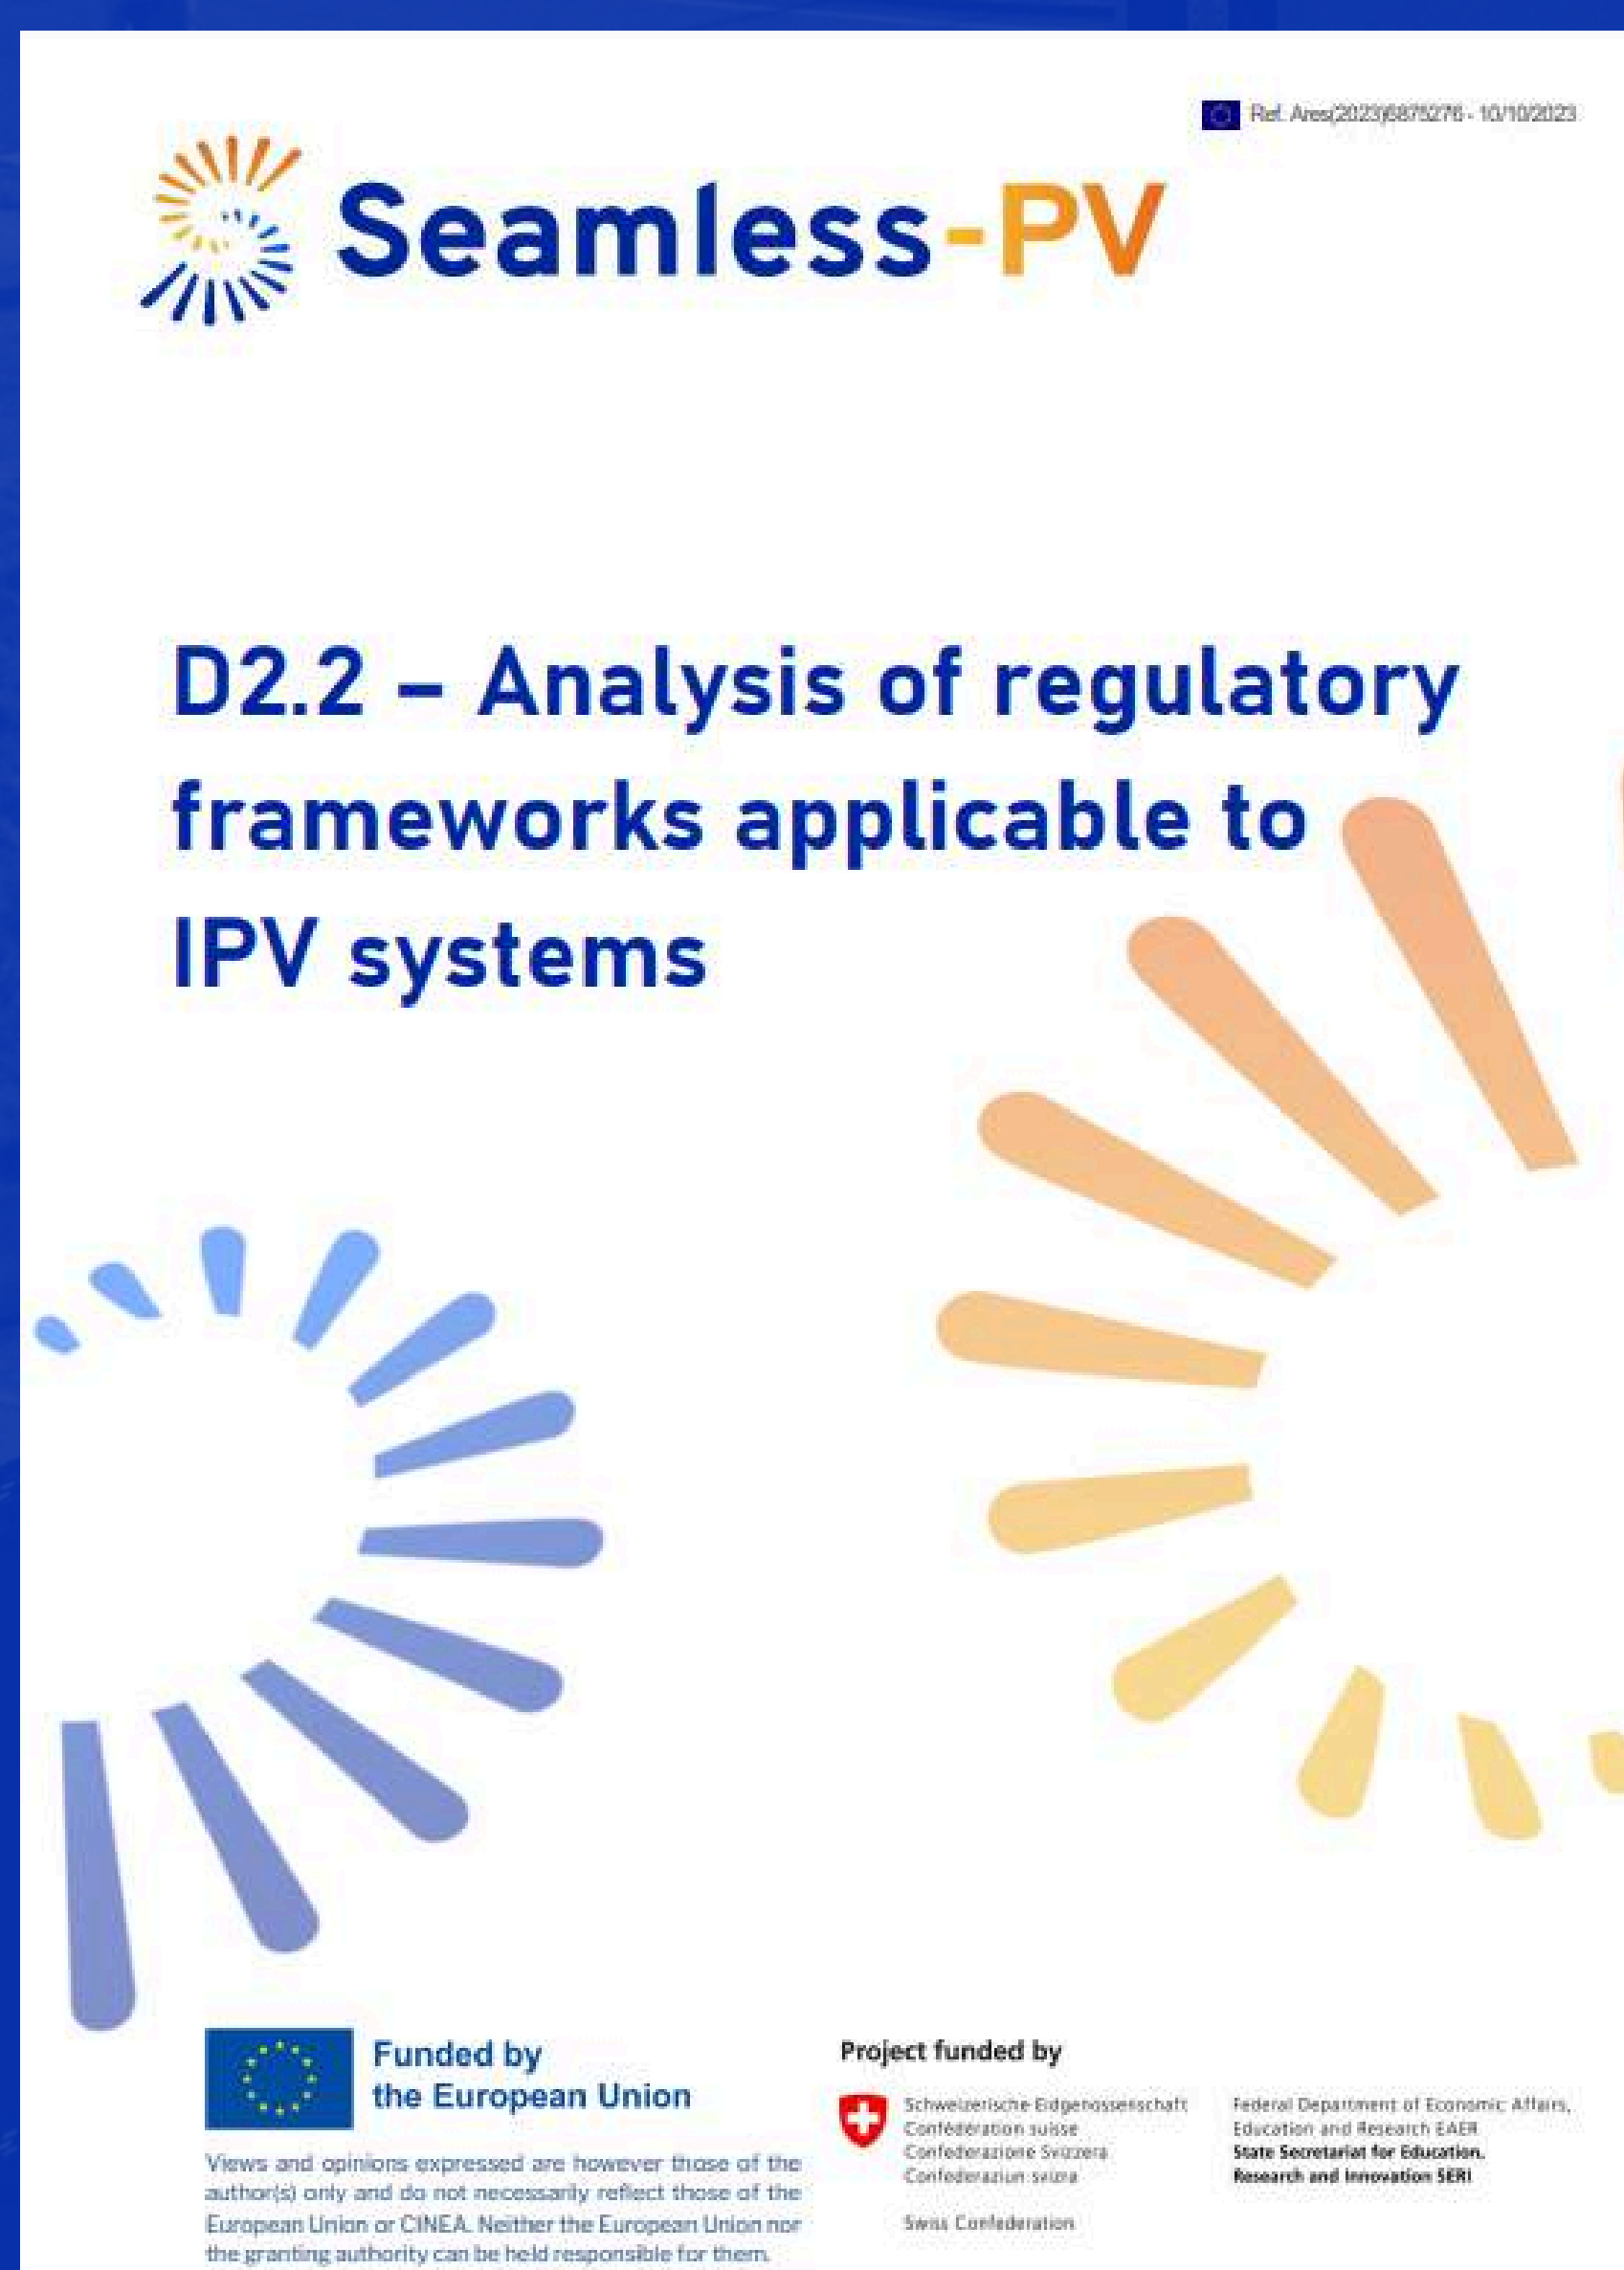 Ref. Ares(2023)6875276 - 10/10/2023
Seamless-PV
D2.2 – Analysis of regulatory
frameworks applicable to
IPV systems
Funded by
the European Union
Views and opinions expressed are however those of the
author(s) only and do not necessarily reflect those of the
European Union or CINEA. Neither the European Union nor
the granting authority can be held responsible for them.
Project funded by
Schweizerische Eidgenossenschaft
Confédération suisse
Confederazione Svizzera
Confederaziun svizra
Swiss Confederation
Federal Department of Economic Affairs,
Education and Research EAER
State Secretariat for Education,
Research and Innovation SERI